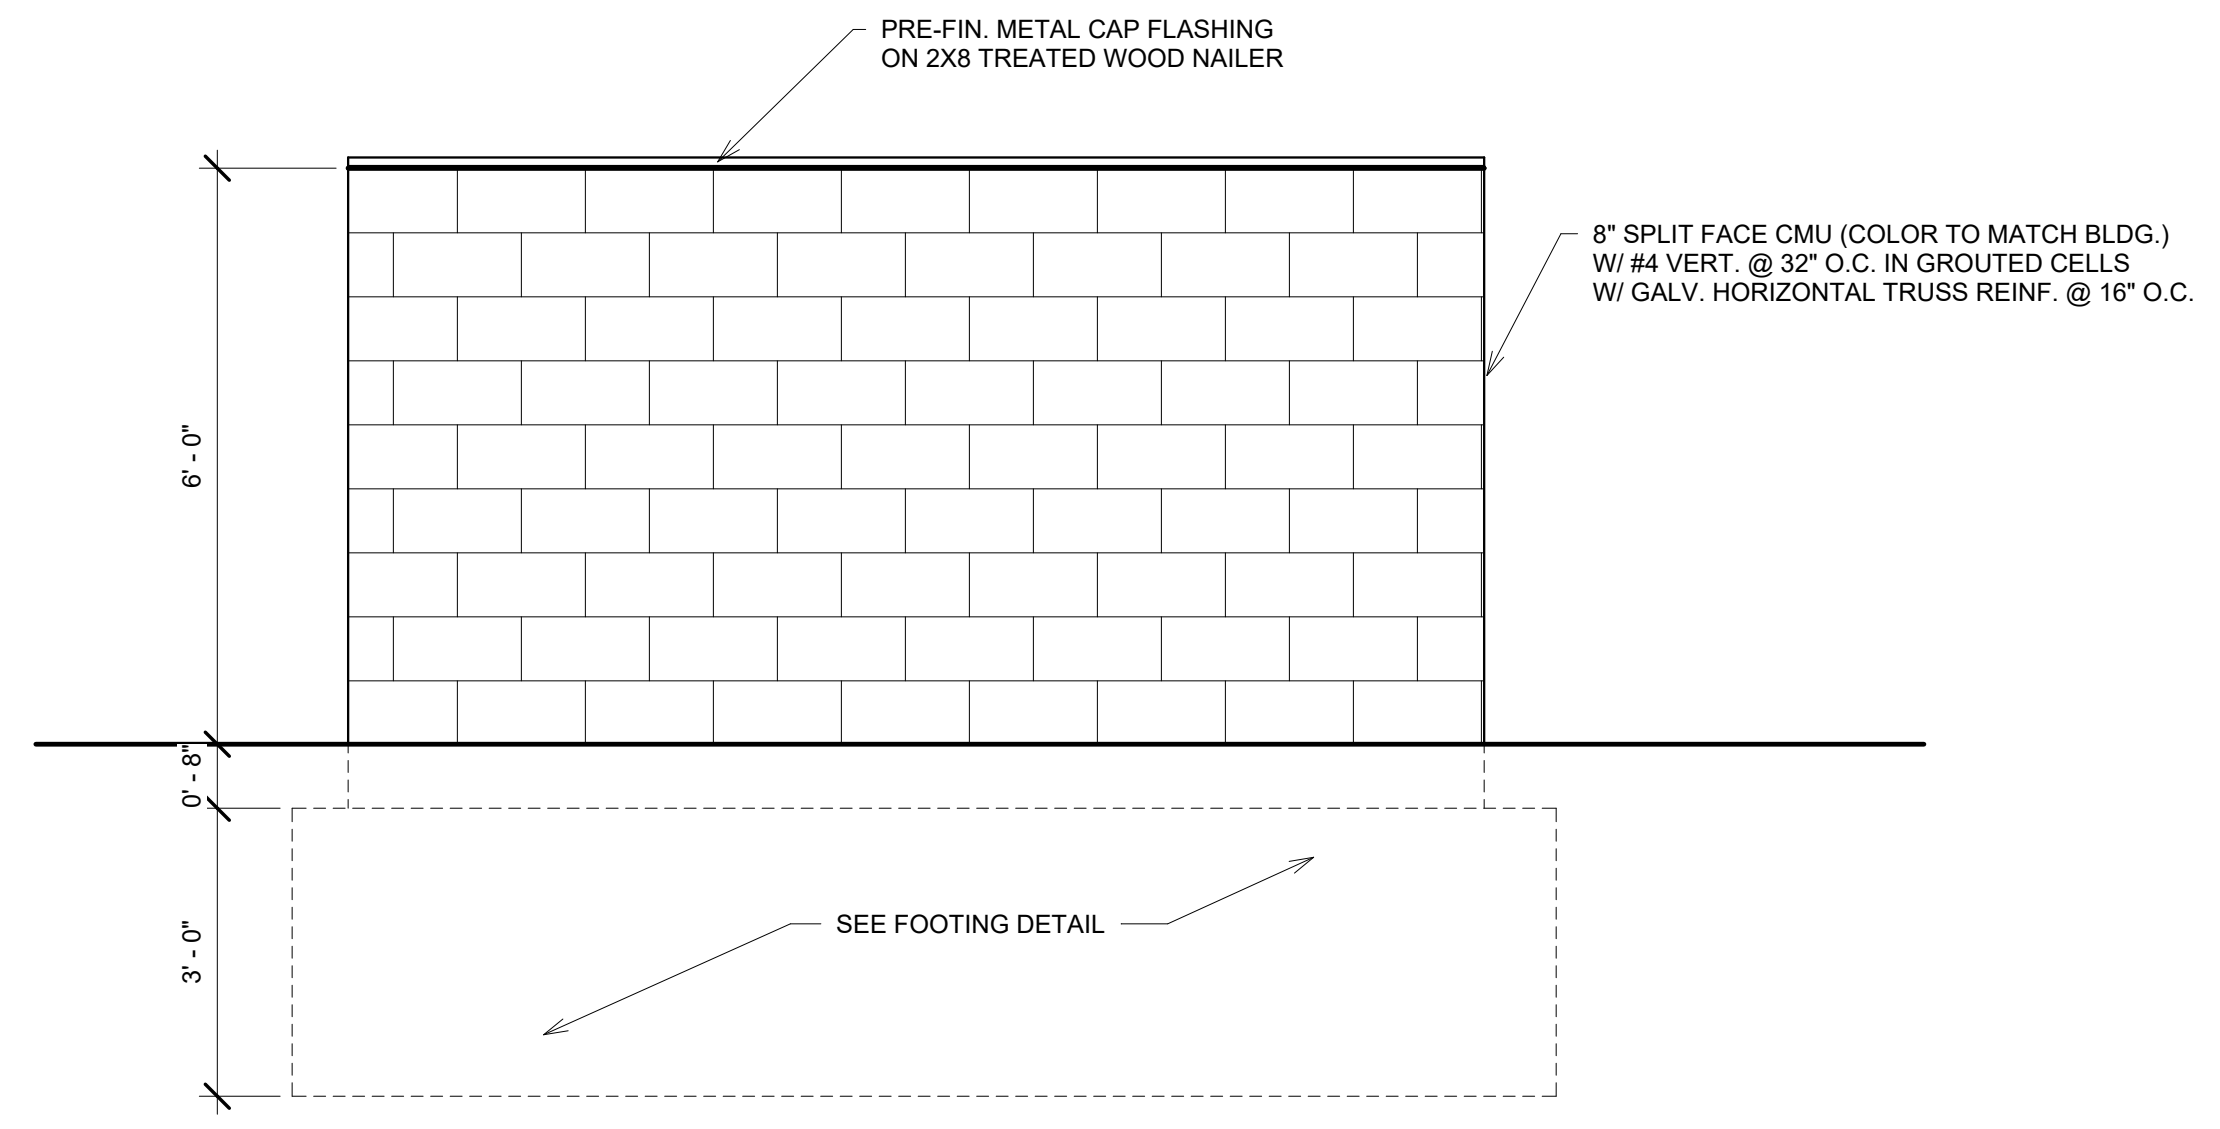 PRE-FIN. METAL CAP FLASHING
ON 2X8 TREATED WOOD NAILER
8" SPLIT FACE CMU (COLOR TO MATCH BLDG.)
W/ #4 VERT. @ 32" O.C. IN GROUTED CELLS
W/ GALV. HORIZONTAL TRUSS REINF. @ 16" O.C.
6' - 0"
0' - 8"
3' - 0"
SEE FOOTING DETAIL